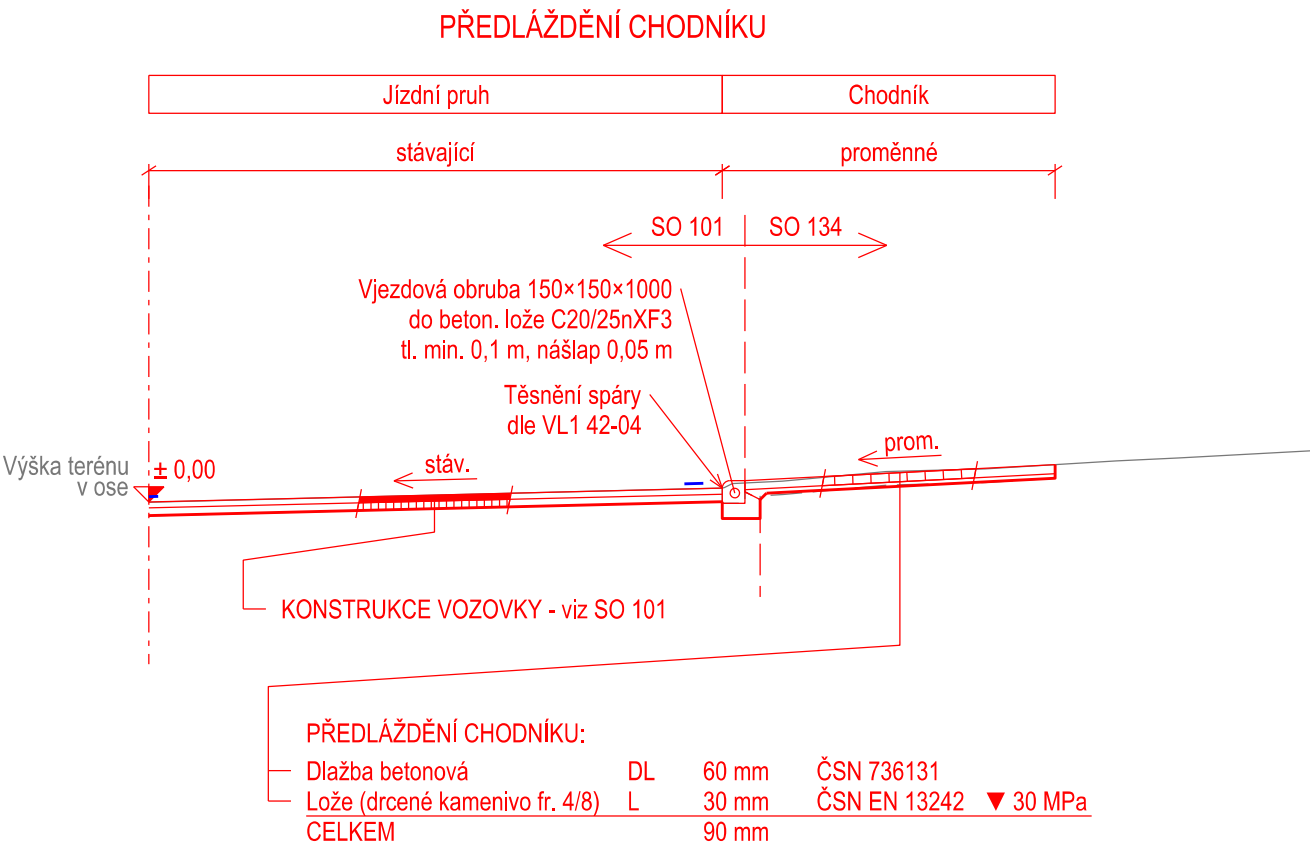 PŘEDLÁŽDĚNÍ CHODNÍKU
Jízdní pruh
Chodník
stávající
proměnné
SO 101
SO 134
Vjezdová obruba 150×150×1000
do beton. lože C20/25nXF3
tl. min. 0,1 m, nášlap 0,05 m
Těsnění spáry
dle VL1 42-04
Výška terénu
v ose
± 0,00
stáv.
prom.
KONSTRUKCE VOZOVKY - viz SO 101
PŘEDLÁŽDĚNÍ CHODNÍKU:
Dlažba betonová DL 60 mm ČSN 736131
Lože (drcené kamenivo fr. 4/8) L 30 mm ČSN EN 13242 ▼ 30 MPa
CELKEM 90 mm